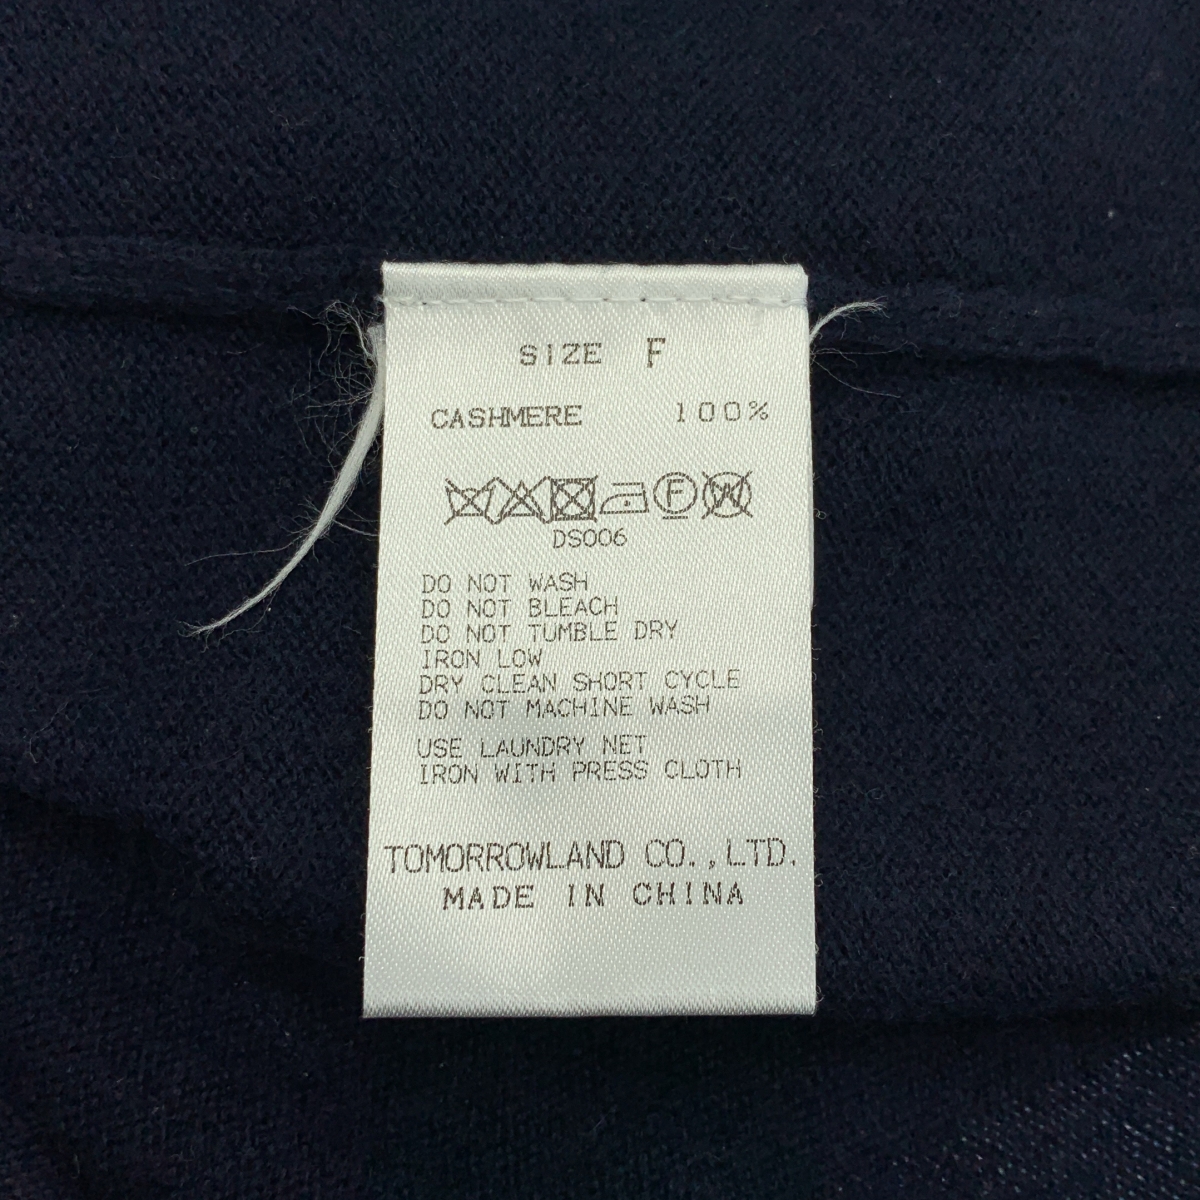 SIZE F
CASHMERE 100%
F W
DS006
DO NOT WASH
DO NOT BLEACH
DO NOT TUMBLE DRY
IRON LOW
DRY CLEAN SHORT CYCLE
DO NOT MACHINE WASH
USE LAUNDRY NET
IRON WITH PRESS CLOTH
TOMORROWLAND CO.,LTD.
MADE IN CHINA